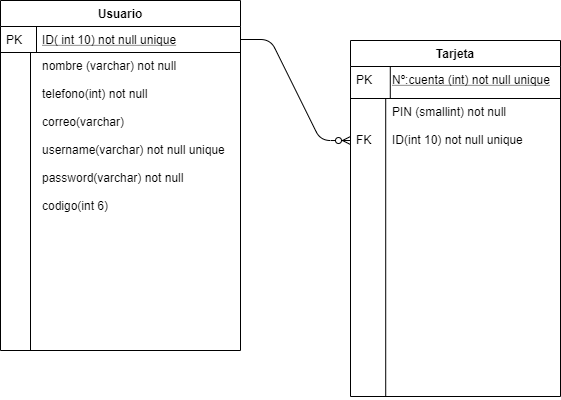 Usuario
PK ID( int 10) not null unique
nombre (varchar) not null
telefono(int) not null
correo(varchar)
username(varchar) not null unique
password(varchar) not null
codigo(int 6)
Tarjeta
PK Nº:cuenta (int) not null unique
PIN (smallint) not null
FK ID(int 10) not null unique